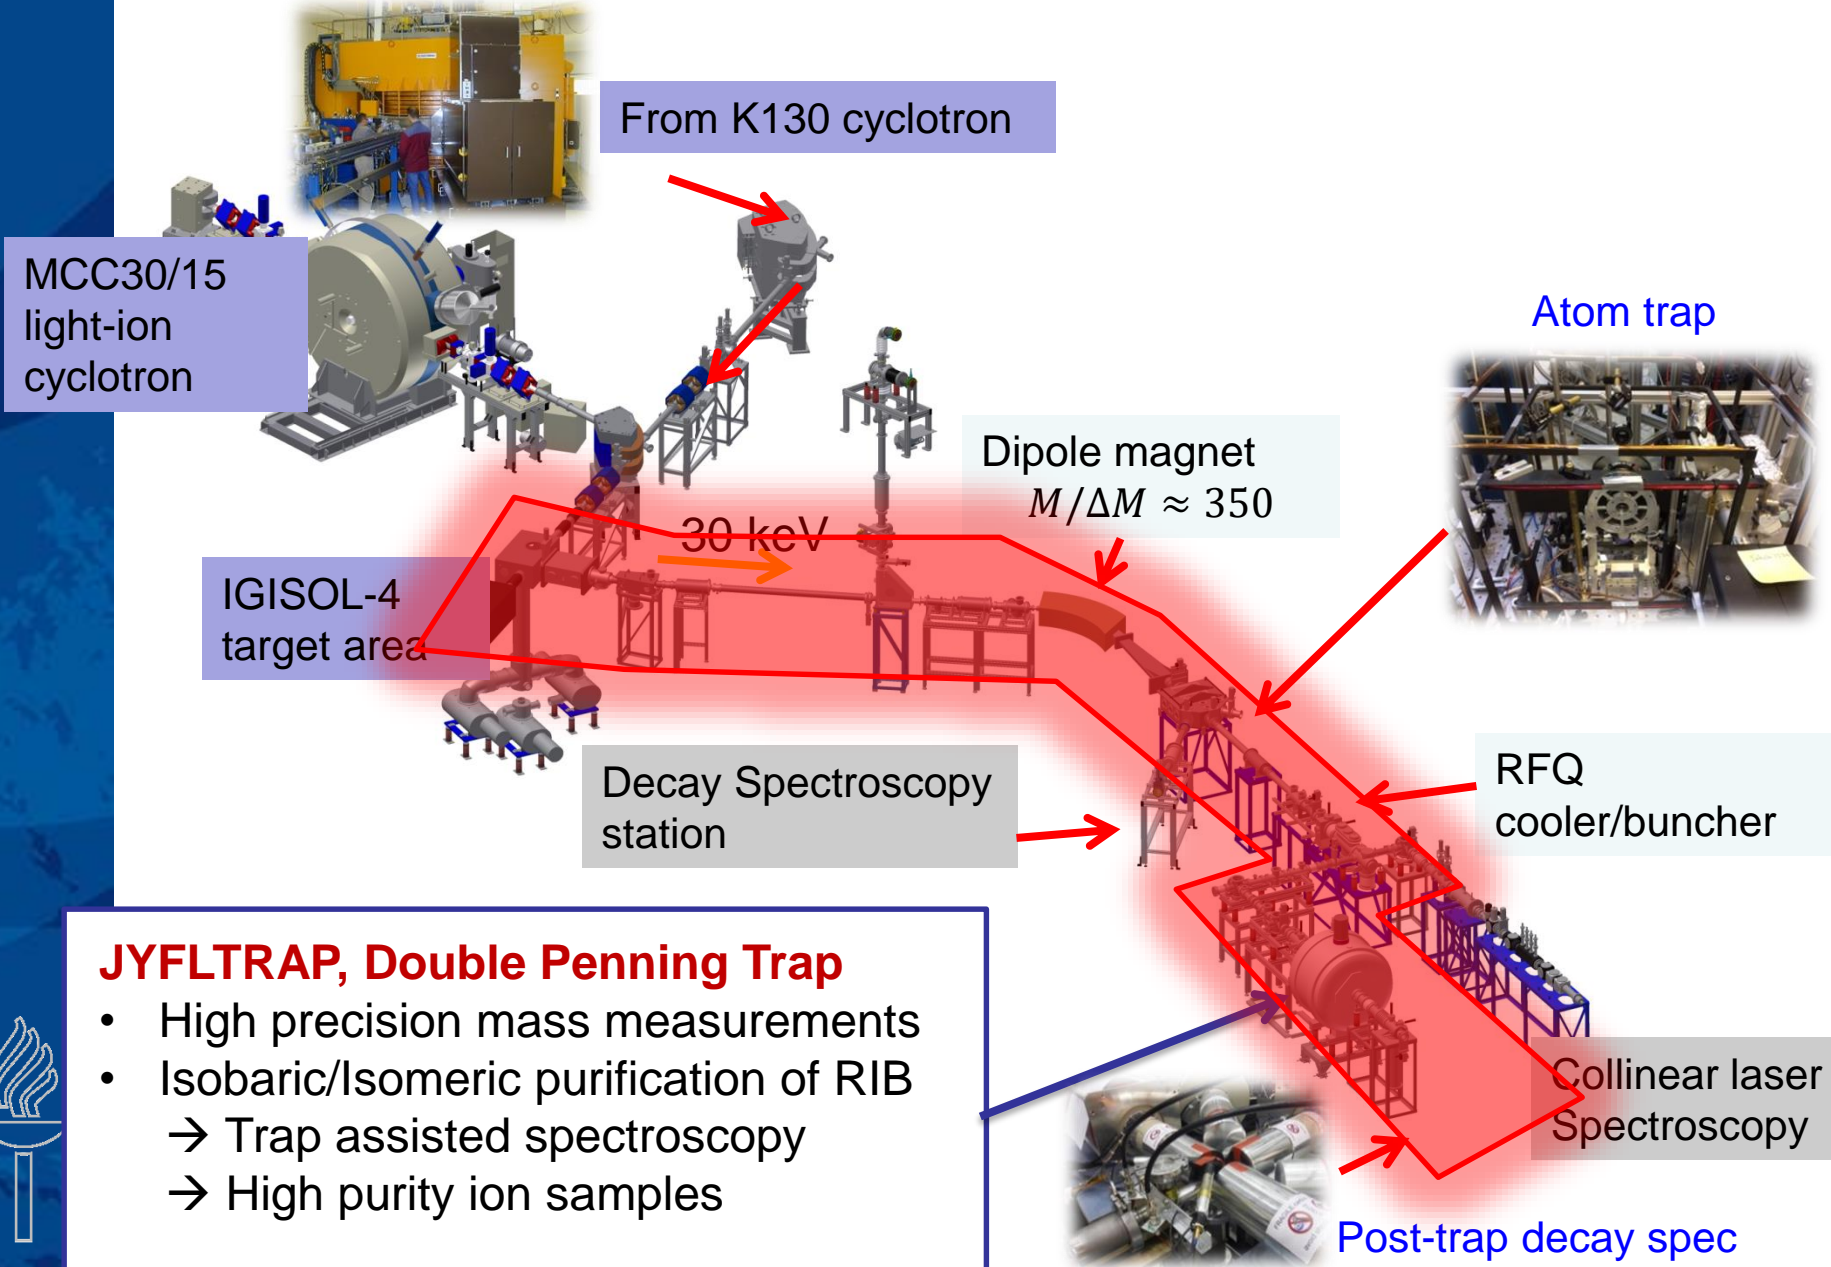 From K130 cyclotron
MCC30/15
light-ion
cyclotron
Atom trap
Dipole magnet
M/ΔM ≈ 350
30 keV
IGISOL-4
target area
Decay Spectroscopy
station
RFQ
cooler/buncher
JYFLTRAP, Double Penning Trap
• High precision mass measurements
• Isobaric/Isomeric purification of RIB
→ Trap assisted spectroscopy
→ High purity ion samples
Collinear laser
Spectroscopy
Post-trap decay spec